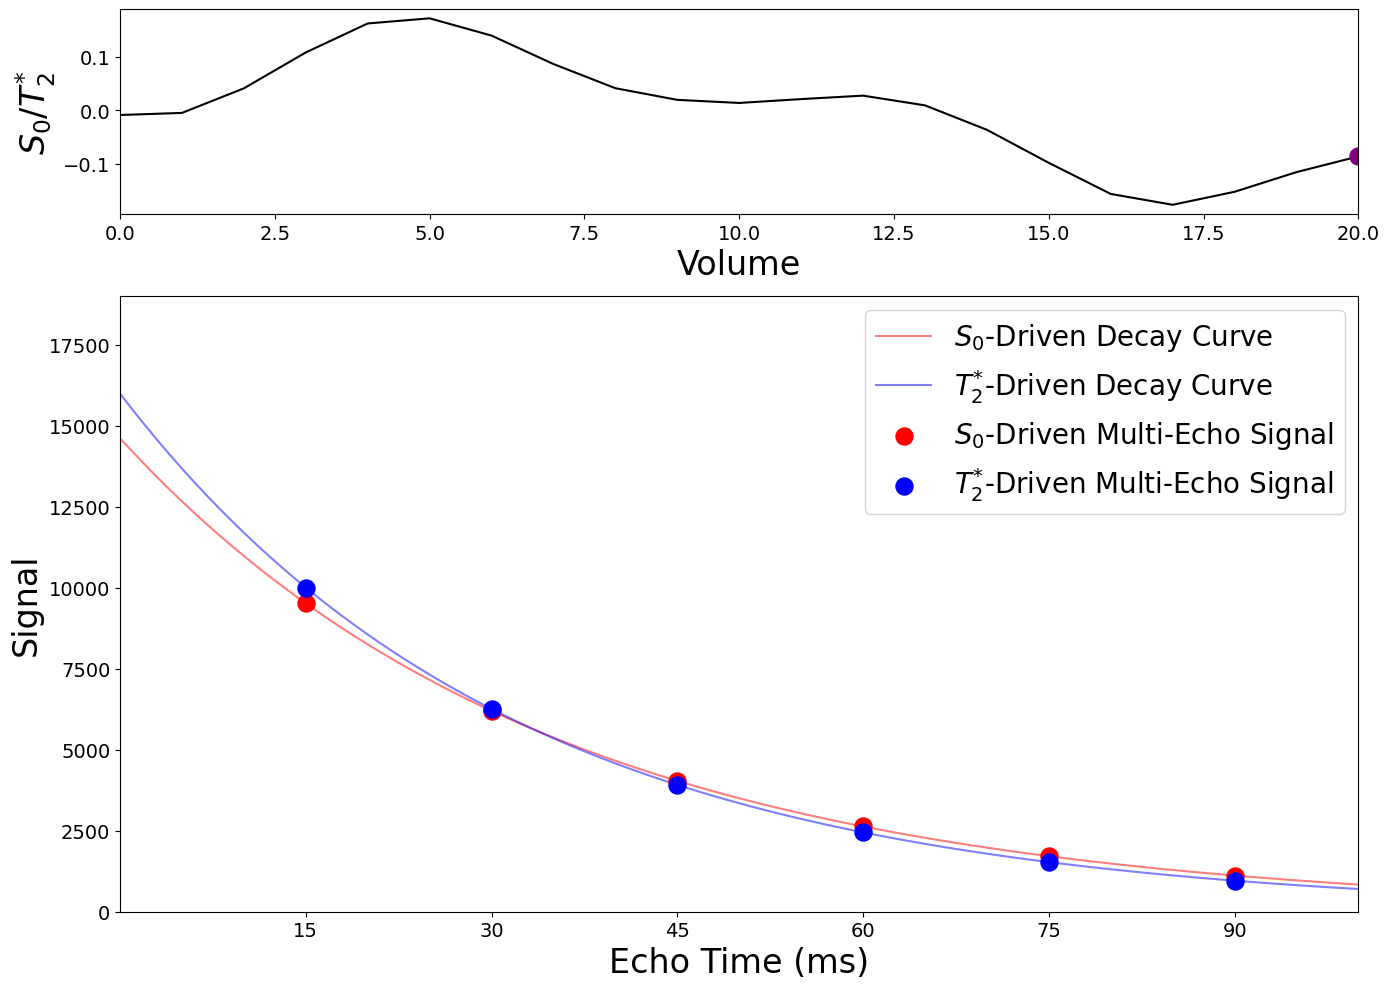 S₀/T₂*
0.1
0.0
−0.1
0.0 2.5 5.0 7.5 10.0 12.5 15.0 17.5 20.0
Volume
Signal
17500
15000
12500
10000
7500
5000
2500
0
S₀-Driven Decay Curve
T₂*-Driven Decay Curve
S₀-Driven Multi-Echo Signal
T₂*-Driven Multi-Echo Signal
15 30 45 60 75 90
Echo Time (ms)